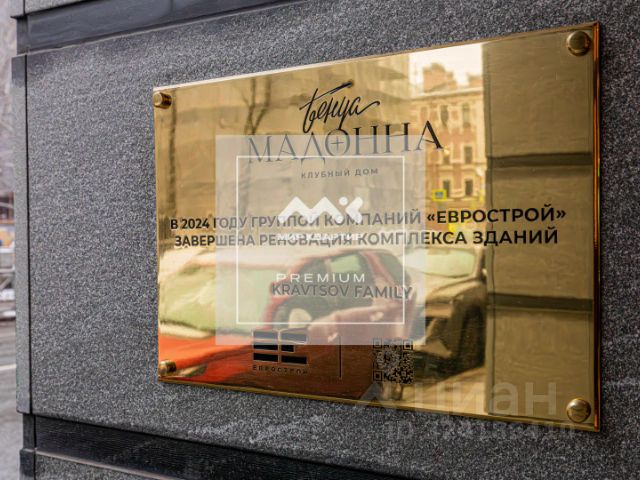 Бенуа
МАДОННА
КЛУБНЫЙ ДОМ
В 2024 ГОДУ ГРУППОЙ КОМПАНИЙ «ЕВРОСТРОЙ»
ЗАВЕРШЕНА РЕНОВАЦИЯ КОМПЛЕКСА ЗДАНИЙ
PREMIUM
KRAVTSOV FAMILY
ЕВРОСТРОЙ
циан